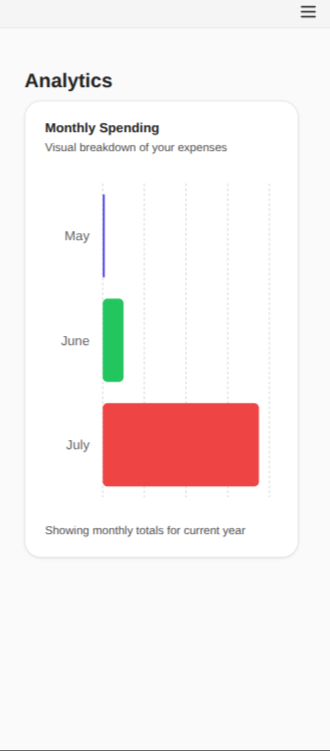 Analytics
Monthly Spending
Visual breakdown of your expenses
May
June
July
Showing monthly totals for current year